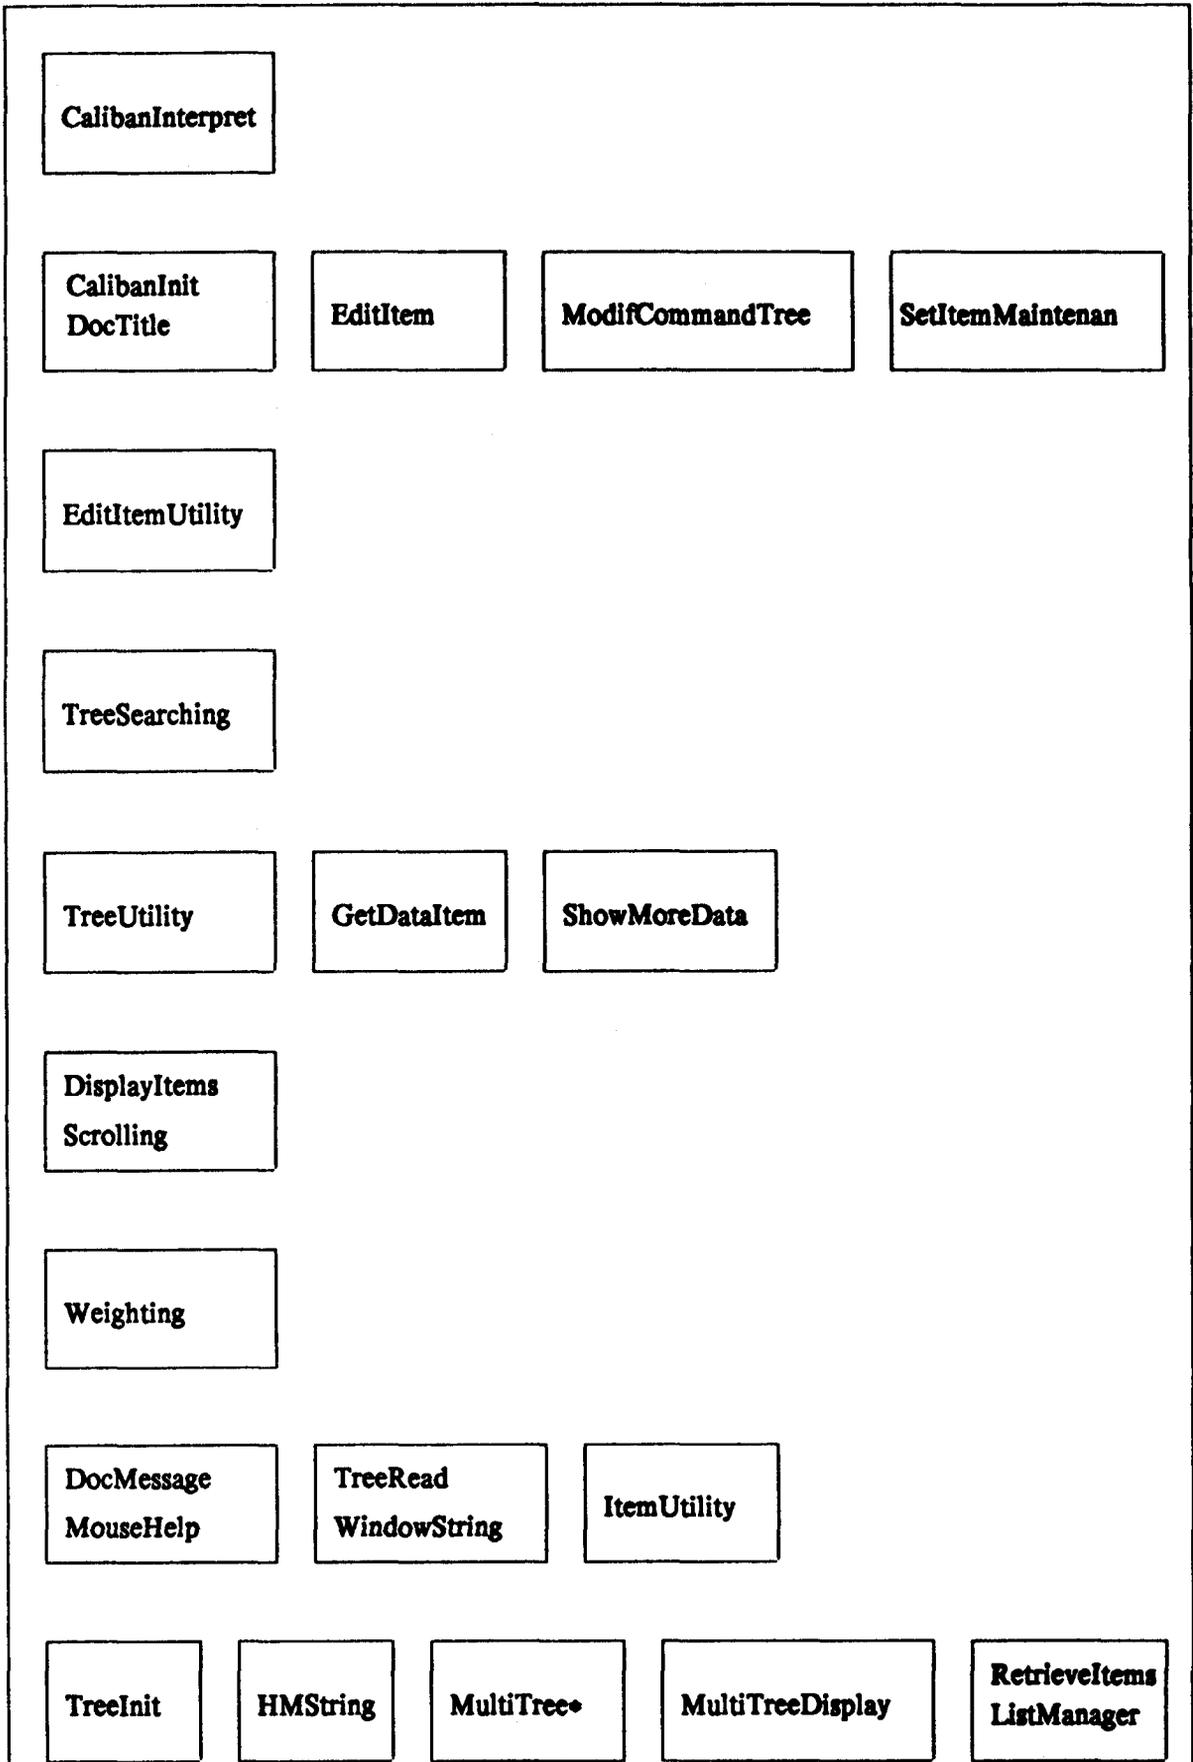 CalibanInterpret
CalibanInit
DocTitle
EditItem
ModifCommandTree
SetItemMaintenan
EditItemUtility
TreeSearching
TreeUtility
GetDataItem
ShowMoreData
DisplayItems
Scrolling
Weighting
DocMessage
MouseHelp
TreeRead
WindowString
ItemUtility
TreeInit
HMString
MultiTree*
MultiTreeDisplay
RetrieveItems
ListManager